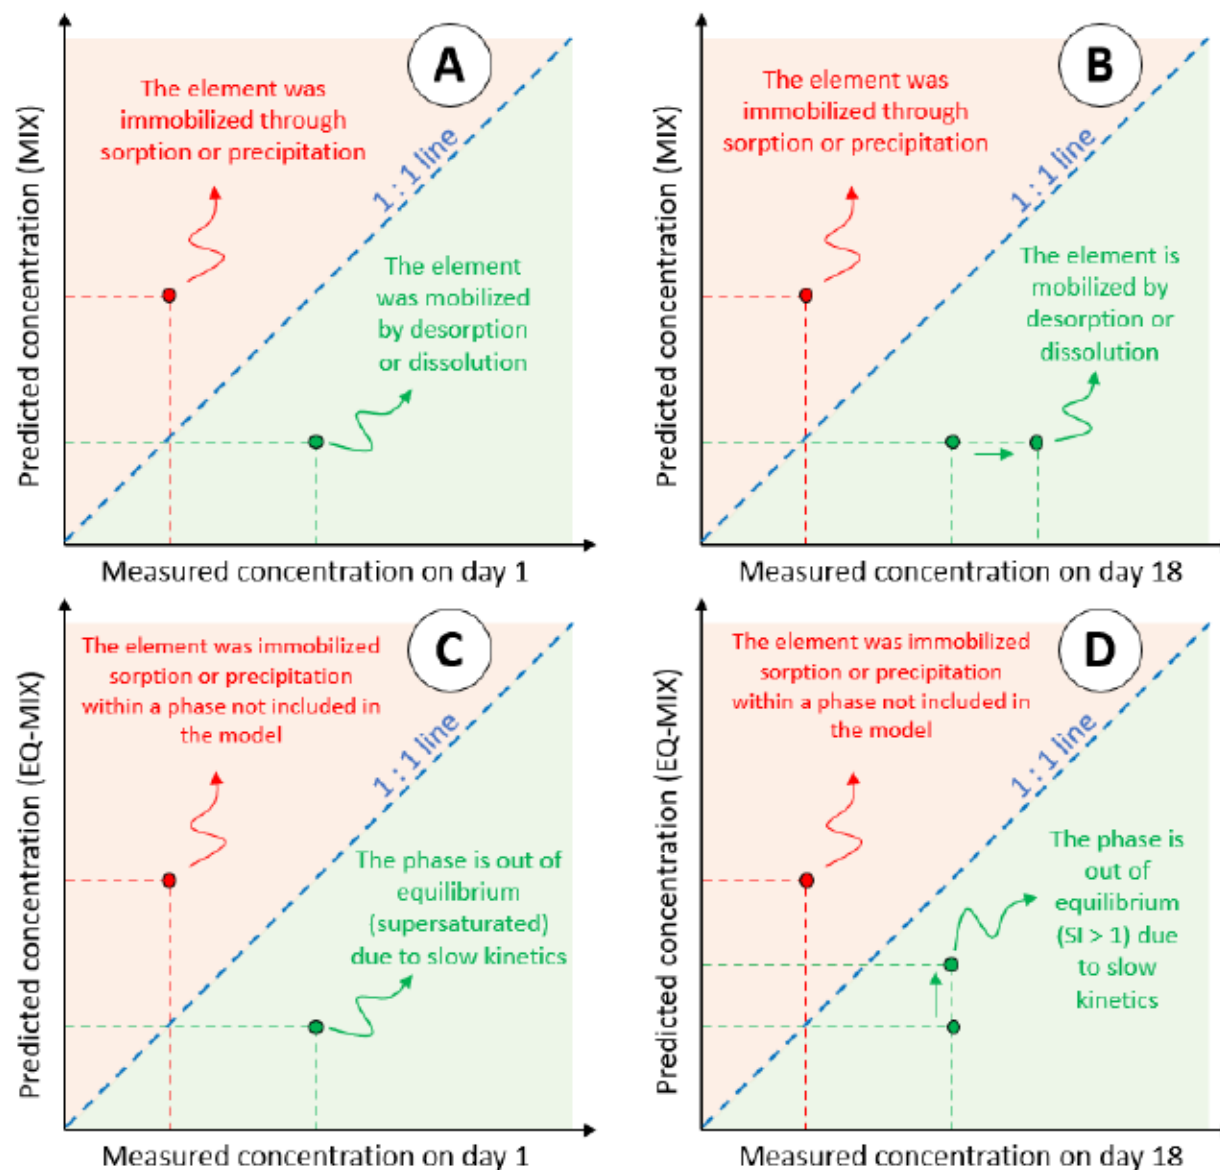 A
The element was
immobilized through
sorption or precipitation
1 : 1 line
The element
was mobilized
by desorption
or dissolution
Predicted concentration (MIX)
Measured concentration on day 1
B
The element was
immobilized through
sorption or precipitation
1 : 1 line
The element is
mobilized by
desorption or
dissolution
Predicted concentration (MIX)
Measured concentration on day 18
C
The element was immobilized
sorption or precipitation
within a phase not included in
the model
1 : 1 line
The phase is out of
equilibrium
(supersaturated)
due to slow kinetics
Predicted concentration (EQ-MIX)
Measured concentration on day 1
D
The element was immobilized
sorption or precipitation
within a phase not included in
the model
1 : 1 line
The phase is
out of
equilibrium
(SI > 1) due
to slow
kinetics
Predicted concentration (EQ-MIX)
Measured concentration on day 18